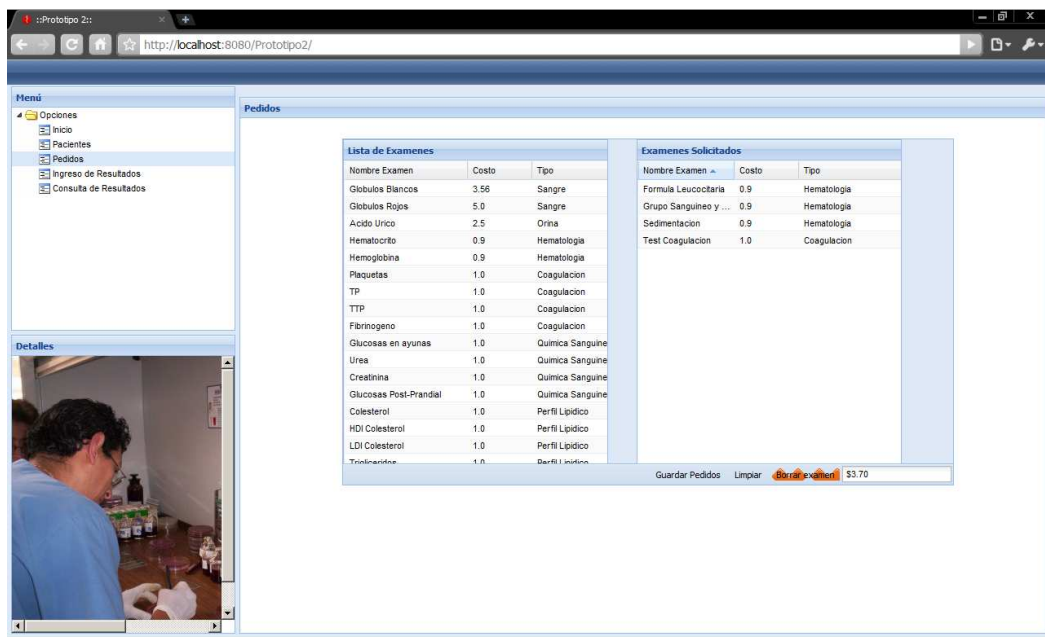 ::Prototipo 2::
http://localhost:8080/Prototipo2/
Menú
Opciones
Inicio
Pacientes
Pedidos
Ingreso de Resultados
Consulta de Resultados
Detalles
Pedidos
Lista de Examenes
Nombre Examen Costo Tipo
Globulos Blancos 3.56 Sangre
Globulos Rojos 5.0 Sangre
Acido Urico 2.5 Orina
Hematocrito 0.9 Hematologia
Hemoglobina 0.9 Hematologia
Plaquetas 1.0 Coagulacion
TP 1.0 Coagulacion
TTP 1.0 Coagulacion
Fibrinogeno 1.0 Coagulacion
Glucosas en ayunas 1.0 Quimica Sanguine
Urea 1.0 Quimica Sanguine
Creatinina 1.0 Quimica Sanguine
Glucosas Post-Prandial 1.0 Quimica Sanguine
Colesterol 1.0 Perfil Lipidico
HDl Colesterol 1.0 Perfil Lipidico
LDl Colesterol 1.0 Perfil Lipidico
Trigliceridos 1.0 Perfil Lipidico
Examenes Solicitados
Nombre Examen Costo Tipo
Formula Leucocitaria 0.9 Hematologia
Grupo Sanguineo y ... 0.9 Hematologia
Sedimentacion 0.9 Hematologia
Test Coagulacion 1.0 Coagulacion
Guardar Pedidos Limpiar Borrar examen $3.70